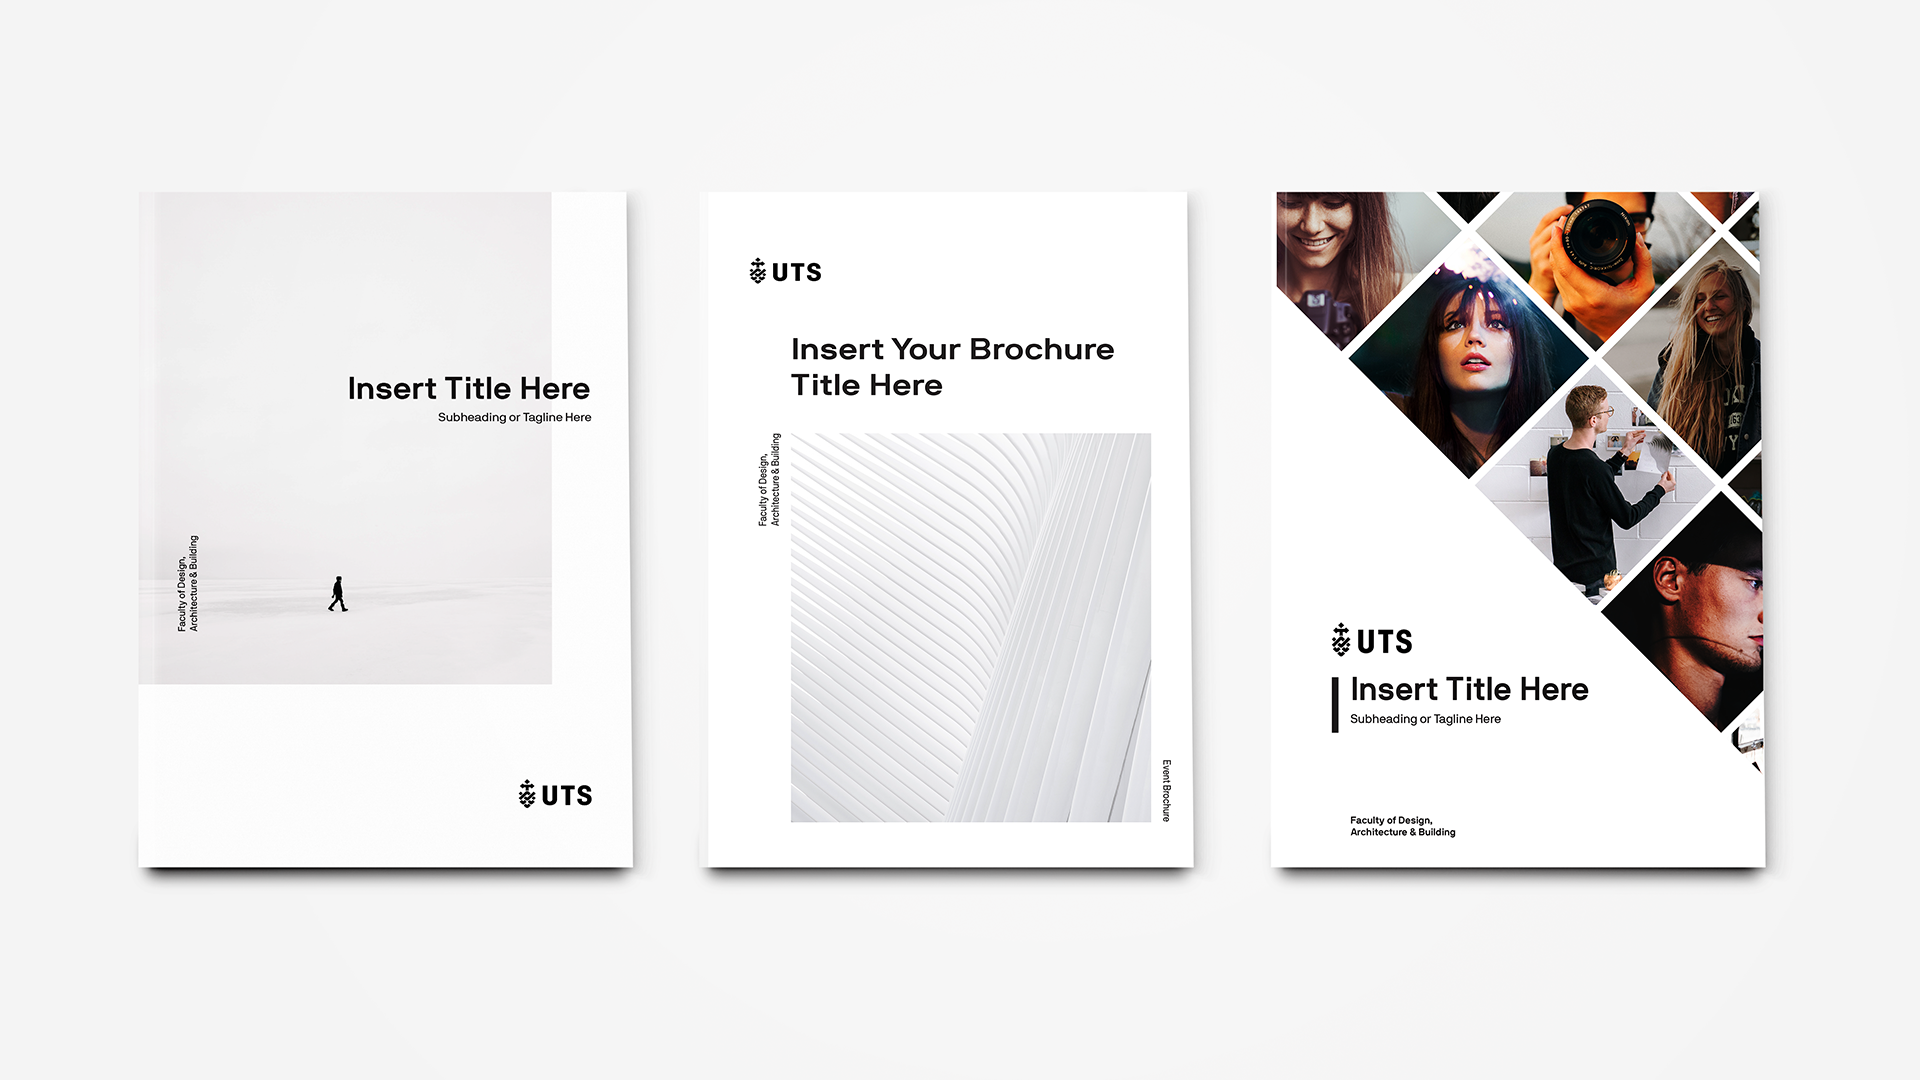 Insert Title Here
Subheading or Tagline Here
Faculty of Design,
Architecture & Building
UTS
UTS
Insert Your Brochure
Title Here
Faculty of Design,
Architecture & Building
Event Brochure
UTS
Insert Title Here
Subheading or Tagline Here
Faculty of Design,
Architecture & Building